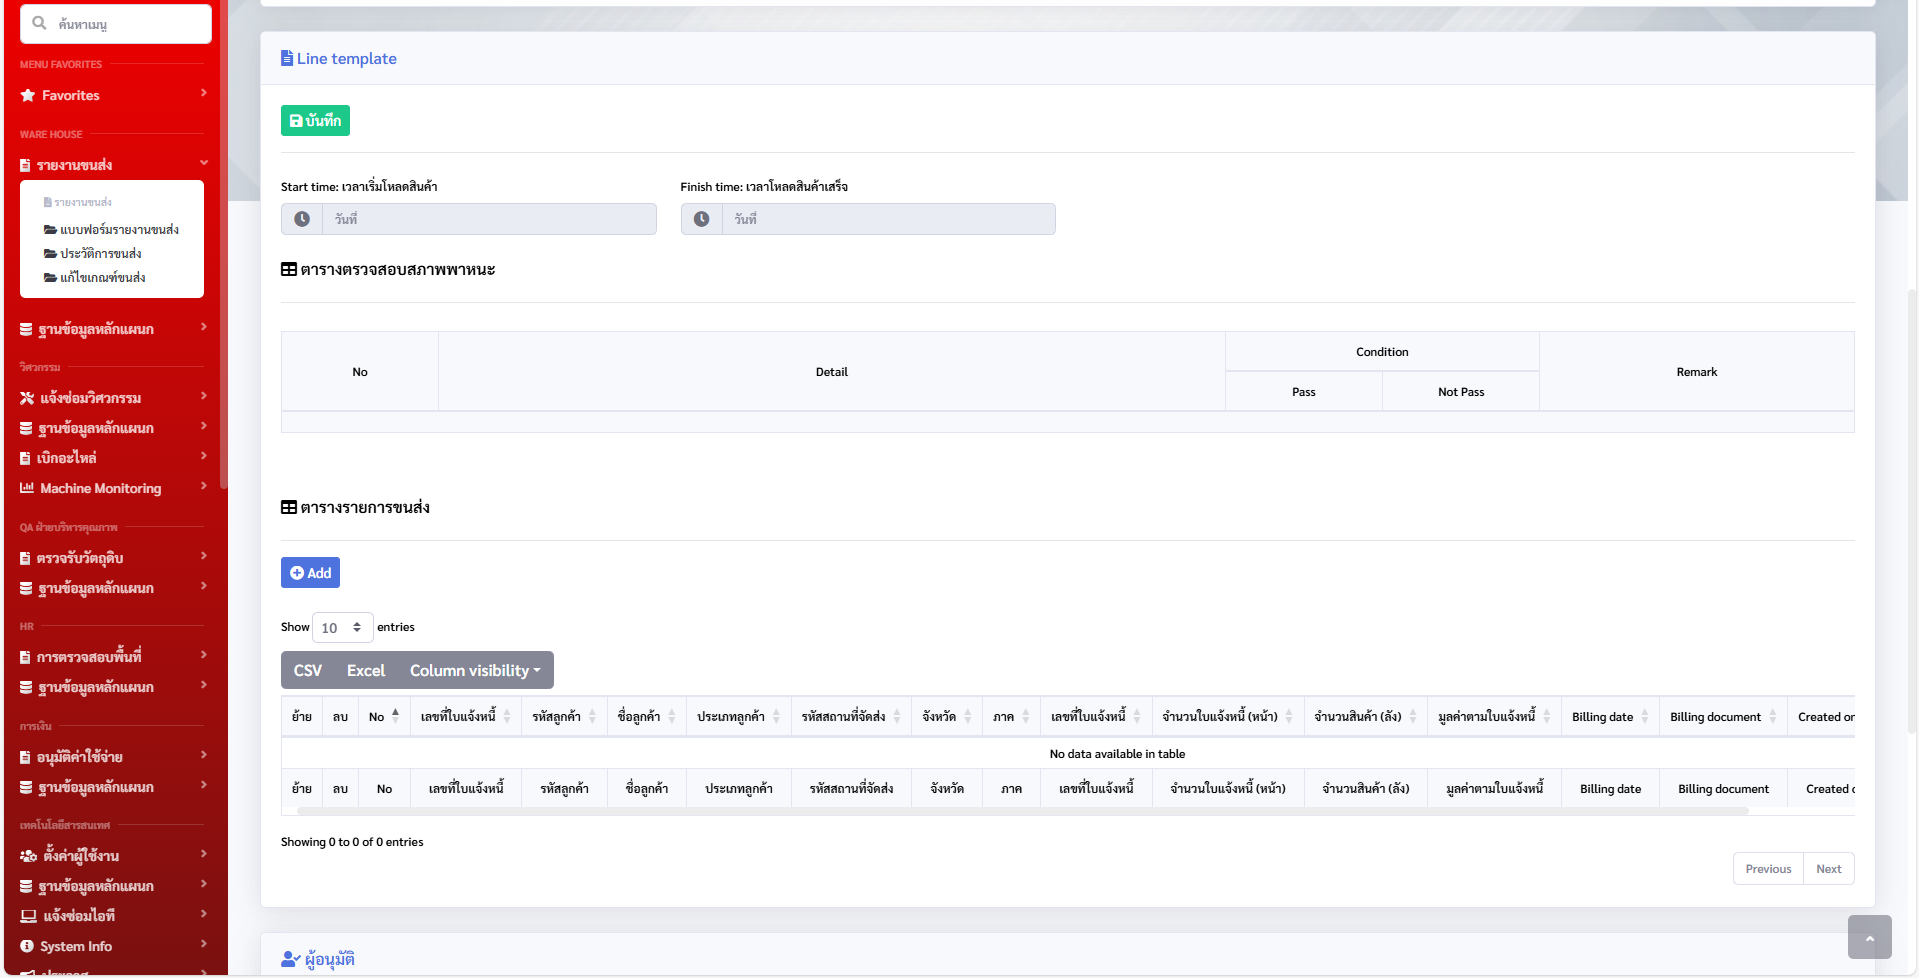 ค้นหาเมนู
MENU FAVORITES
Favorites
WARE HOUSE
รายงานขนส่ง
รายงานขนส่ง
แบบฟอร์มรายงานขนส่ง
ประวัติการขนส่ง
แก้ไขเกณฑ์ขนส่ง
ฐานข้อมูลหลักแผนก
วิศวกรรม
แจ้งซ่อมวิศวกรรม
ฐานข้อมูลหลักแผนก
เบิกอะไหล่
Machine Monitoring
QA ฝ่ายบริหารคุณภาพ
ตรวจรับวัตถุดิบ
ฐานข้อมูลหลักแผนก
HR
การตรวจสอบพื้นที่
ฐานข้อมูลหลักแผนก
การเงิน
อนุมัติค่าใช้จ่าย
ฐานข้อมูลหลักแผนก
เทคโนโลยีสารสนเทศ
ตั้งค่าผู้ใช้งาน
ฐานข้อมูลหลักแผนก
แจ้งซ่อมไอที
System Info
Line template
บันทึก
Start time: เวลาเริ่มโหลดสินค้า Finish time: เวลาโหลดสินค้าเสร็จ
วันที่ วันที่
ตารางตรวจสอบสภาพพาหนะ
No Detail Condition Remark
Pass Not Pass
ตารางรายการขนส่ง
Add
Show 10 entries
CSV Excel Column visibility
ย้าย ลบ No เลขที่ใบแจ้งหนี้ รหัสลูกค้า ชื่อลูกค้า ประเภทลูกค้า รหัสสถานที่จัดส่ง จังหวัด ภาค เลขที่ใบแจ้งหนี้ จำนวนใบแจ้งหนี้ (หน้า) จำนวนสินค้า (ลัง) มูลค่าตามใบแจ้งหนี้ Billing date Billing document Created on
No data available in table
ย้าย ลบ No เลขที่ใบแจ้งหนี้ รหัสลูกค้า ชื่อลูกค้า ประเภทลูกค้า รหัสสถานที่จัดส่ง จังหวัด ภาค เลขที่ใบแจ้งหนี้ จำนวนใบแจ้งหนี้ (หน้า) จำนวนสินค้า (ลัง) มูลค่าตามใบแจ้งหนี้ Billing date Billing document Created
Showing 0 to 0 of 0 entries
Previous Next
ผู้อนุมัติ